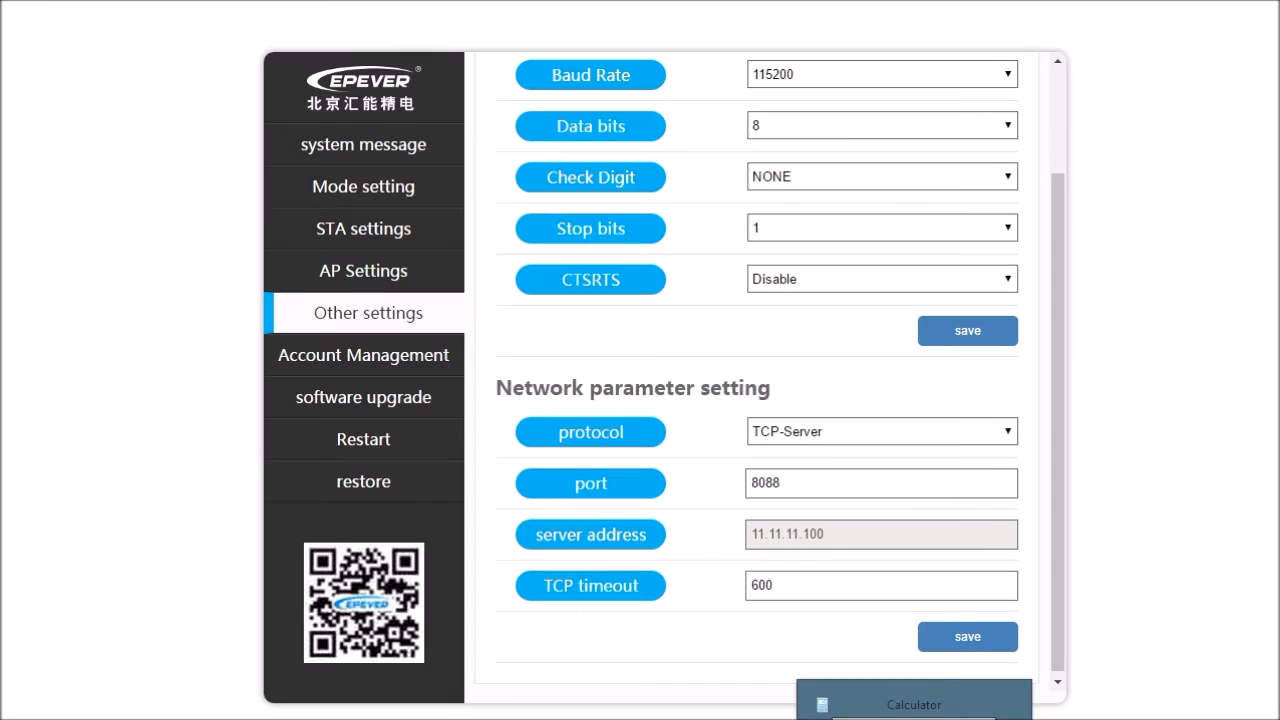 EPEVER®
北京汇能精电
system message
Mode setting
STA settings
AP Settings
Other settings
Account Management
software upgrade
Restart
restore
EPEVER
Baud Rate
115200
Data bits
8
Check Digit
NONE
Stop bits
1
CTSRTS
Disable
save
Network parameter setting
protocol
TCP-Server
port
8088
server address
11.11.11.100
TCP timeout
600
save
Calculator